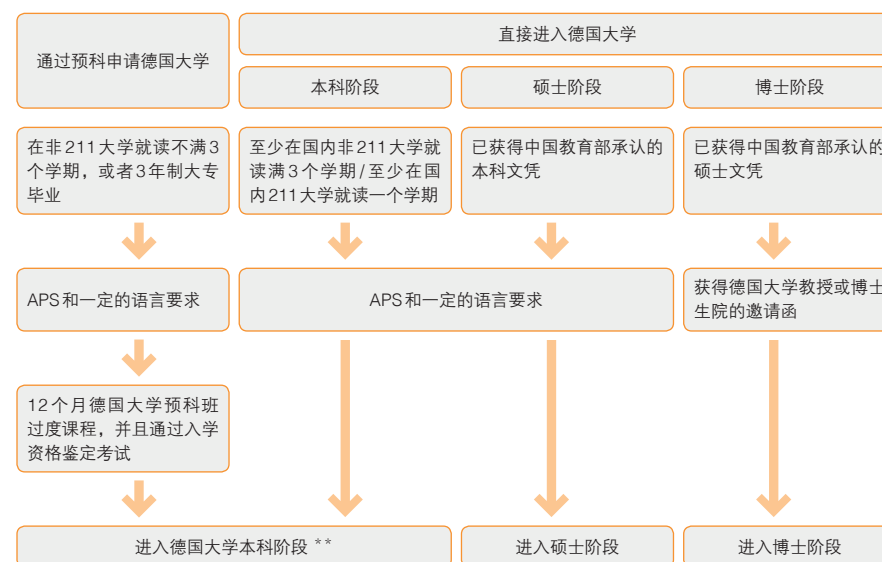 通过预科申请德国大学
直接进入德国大学
本科阶段
硕士阶段
博士阶段
在非211大学就读不满3
个学期，或者3年制大专
毕业
至少在国内非211大学就
读满3个学期/至少在国
内211大学就读一个学期
已获得中国教育部承认的
本科文凭
已获得中国教育部承认的
硕士文凭
APS和一定的语言要求
APS和一定的语言要求
获得德国大学教授或博士
生院的邀请函
12个月德国大学预科班
过度课程，并且通过入学
资格鉴定考试
进入德国大学本科阶段 **
进入硕士阶段
进入博士阶段